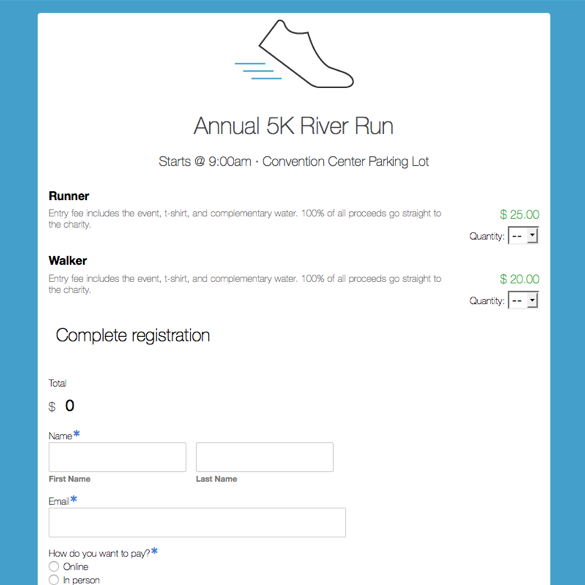 Annual 5K River Run
Starts @ 9:00am · Convention Center Parking Lot
Runner
Entry fee includes the event, t-shirt, and complementary water. 100% of all proceeds go straight to
the charity.
$ 25.00
Quantity: --
Walker
Entry fee includes the event, t-shirt, and complementary water. 100% of all proceeds go straight to
the charity.
$ 20.00
Quantity: --
Complete registration
Total
$ 0
Name*
First Name
Last Name
Email*
How do you want to pay?*
Online
In person